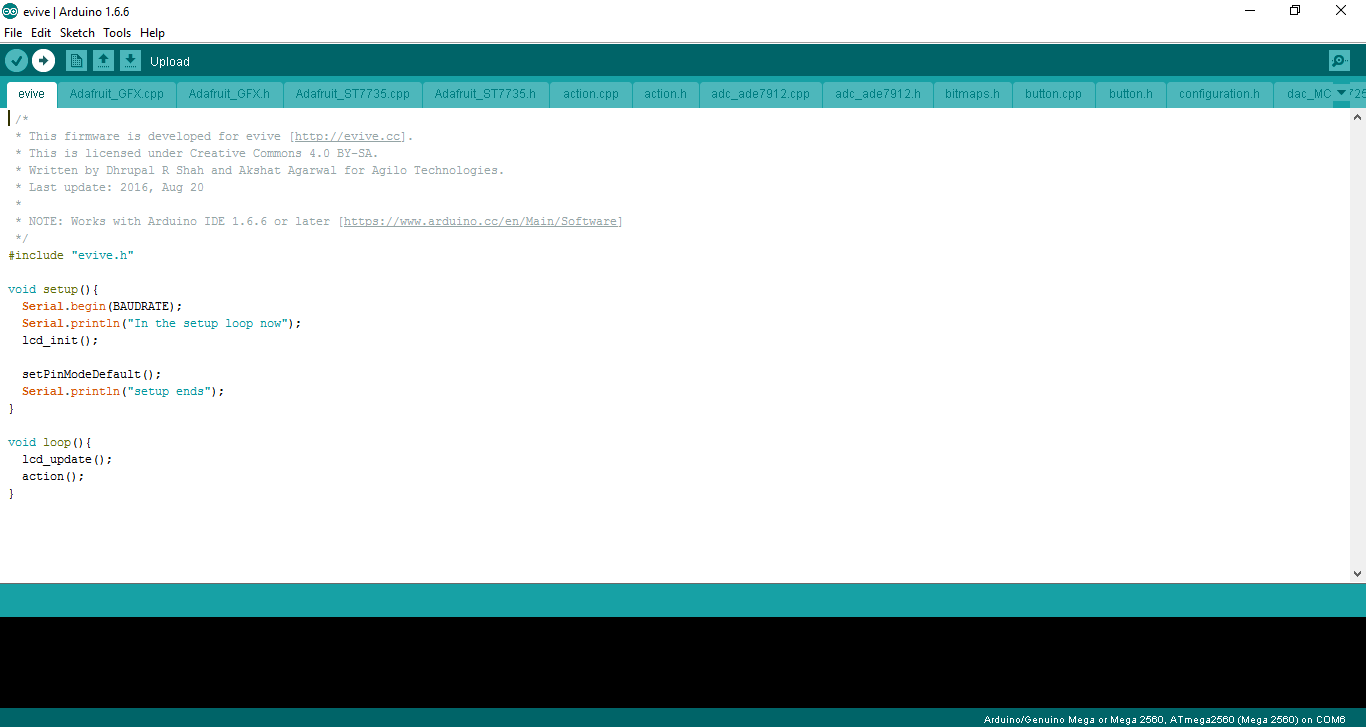 evive | Arduino 1.6.6
File Edit Sketch Tools Help
Upload
evive Adafruit_GFX.cpp Adafruit_GFX.h Adafruit_ST7735.cpp Adafruit_ST7735.h action.cpp action.h adc_ade7912.cpp adc_ade7912.h bitmaps.h button.cpp button.h configuration.h dac_MC 725
/*
* This firmware is developed for evive [http://evive.cc].
* This is licensed under Creative Commons 4.0 BY-SA.
* Written by Dhrupal R Shah and Akshat Agarwal for Agilo Technologies.
* Last update: 2016, Aug 20
*
* NOTE: Works with Arduino IDE 1.6.6 or later [https://www.arduino.cc/en/Main/Software]
*/
#include "evive.h"
void setup(){
Serial.begin(BAUDRATE);
Serial.println("In the setup loop now");
lcd_init();
setPinModeDefault();
Serial.println("setup ends");
}
void loop(){
lcd_update();
action();
}
Arduino/Genuino Mega or Mega 2560, ATmega2560 (Mega 2560) on COM6